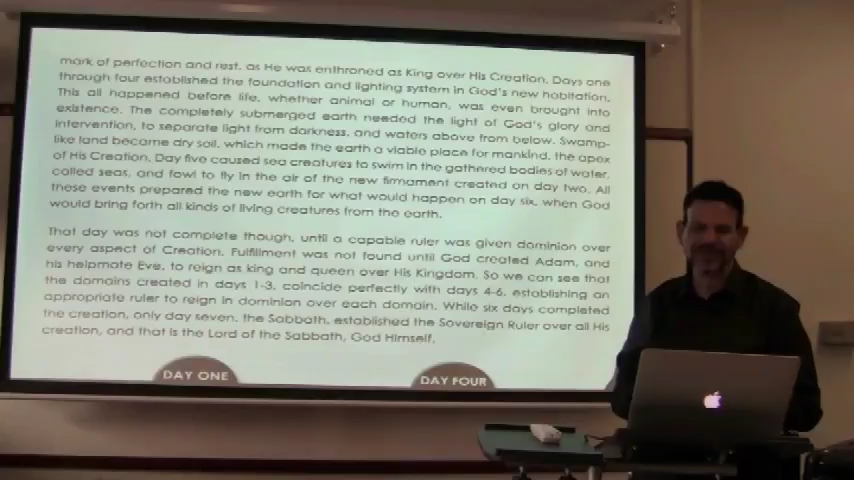 mark of perfection and rest, as He was enthroned as King over His Creation. Days one
through four established the foundation and lighting system in God's new habitation.
This all happened before life, whether animal or human, was even brought into
existence. The completely submerged earth needed the light of God's glory and
intervention, to separate light from darkness, and waters above from below. Swamp-
like land became dry soil, which made the earth a viable place for mankind, the apex
of His Creation. Day five caused sea creatures to swim in the gathered bodies of water,
called seas, and fowl to fly in the air of the new firmament created on day two. All
these events prepared the new earth for what would happen on day six, when God
would bring forth all kinds of living creatures from the earth.
That day was not complete though, until a capable ruler was given dominion over
every aspect of Creation. Fulfillment was not found until God created Adam, and
his helpmate Eve, to reign as king and queen over His Kingdom. So we can see that
the domains created in days 1-3, coincide perfectly with days 4-6, establishing an
appropriate ruler to reign in dominion over each domain. While six days completed
the creation, only day seven, the Sabbath, established the Sovereign Ruler over all His
creation, and that is the Lord of the Sabbath, God Himself.
DAY ONE
DAY FOUR